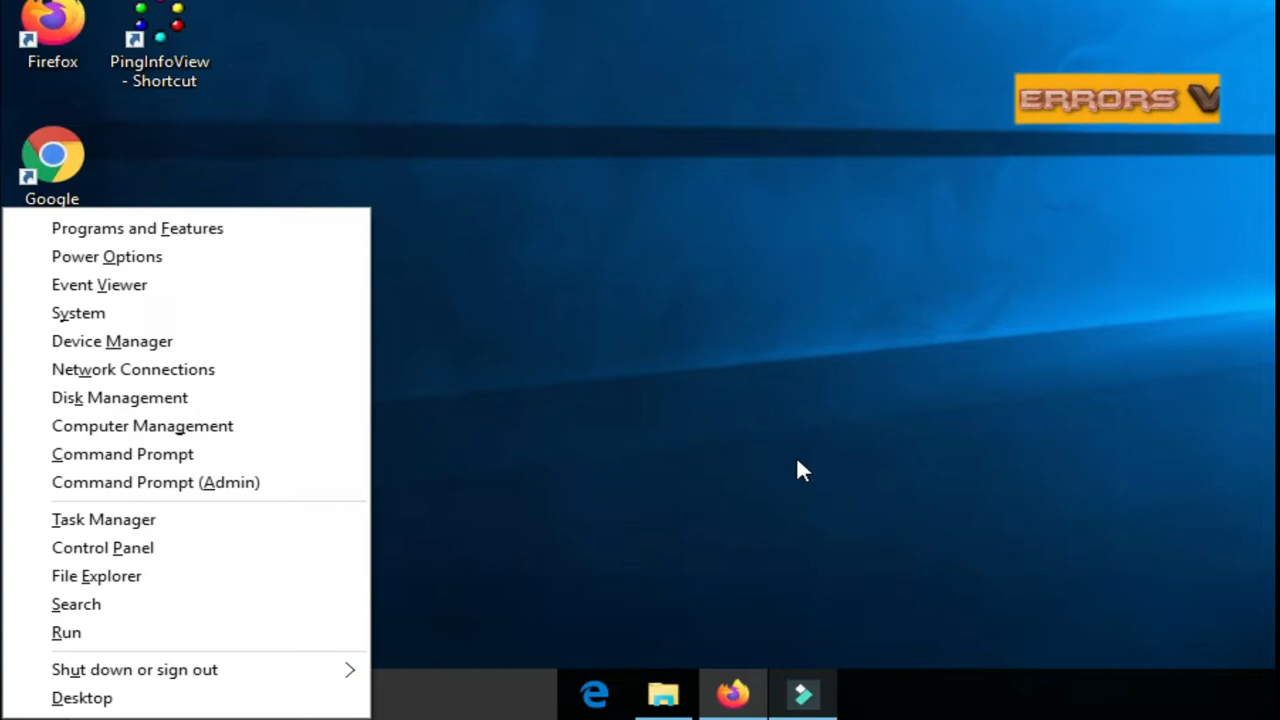 Firefox
PingInfoView
- Shortcut
ERRORS V
Google
Programs and Features
Power Options
Event Viewer
System
Device Manager
Network Connections
Disk Management
Computer Management
Command Prompt
Command Prompt (Admin)
Task Manager
Control Panel
File Explorer
Search
Run
Shut down or sign out
Desktop